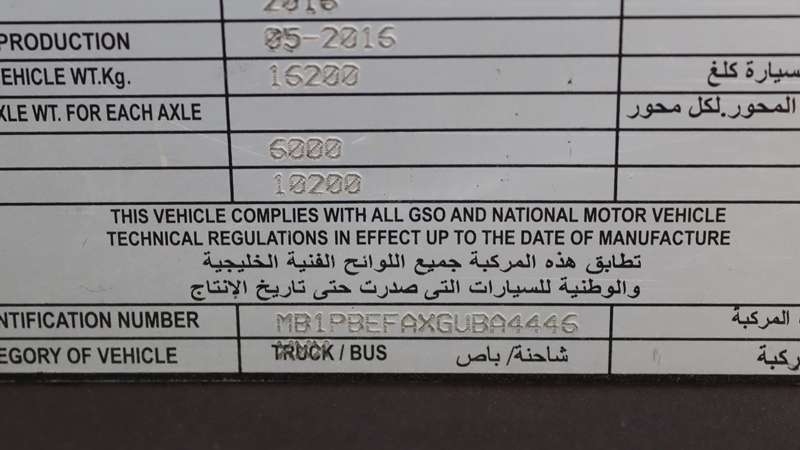 2016
PRODUCTION 05-2016
EHICLE WT.Kg. 16200 سيارة كلغ
XLE WT. FOR EACH AXLE المحور.لكل محور
6000
10200
THIS VEHICLE COMPLIES WITH ALL GSO AND NATIONAL MOTOR VEHICLE
TECHNICAL REGULATIONS IN EFFECT UP TO THE DATE OF MANUFACTURE
تطابق هذه المركبة جميع اللوائح الفنية الخليجية
والوطنية للسيارات التى صدرت حتى تاريخ الإنتاج
NTIFICATION NUMBER MB1PBEFAXGUBA4446 المركبة
EGORY OF VEHICLE TRUCK / BUS شاحنة/ باص ركبة